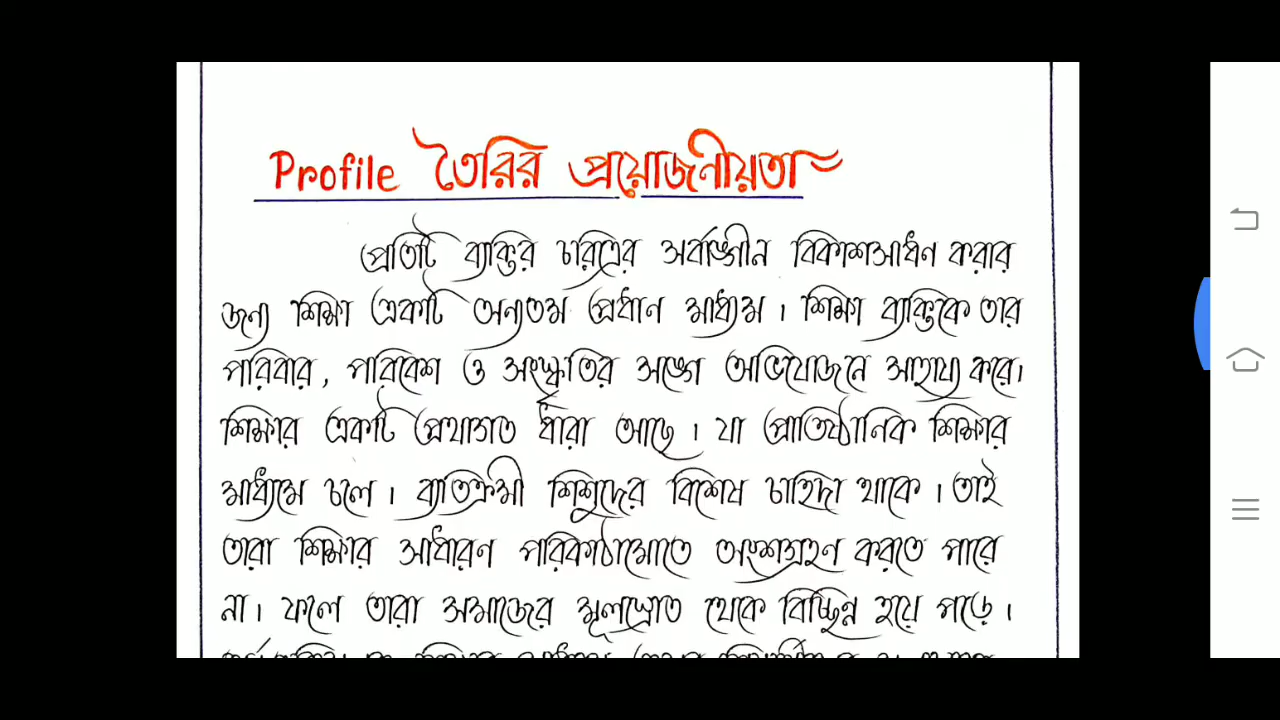 Profile তৈরির প্রয়োজনীয়তা
প্রতিটি ব্যক্তির চরিত্রের সর্বাঙ্গীন বিকাশসাধন করার
জন্য শিক্ষা একটি অন্যতম প্রধান মাধ্যম। শিক্ষা ব্যক্তিকে তার
পরিবার, পরিবেশ ও সংস্কৃতির সঙ্গে অভিযোজনে সাহায্য করে।
শিক্ষার একটি প্রথাগত ধারা আছে। যা প্রাতিষ্ঠানিক শিক্ষার
মাধ্যমে চলে। ব্যতিক্রমী শিশুদের বিশেষ চাহিদা থাকে। তাই
তারা শিক্ষার সাধারণ পরিকাঠামোতে অংশগ্রহন করতে পারে
না। ফলে তারা সমাজের মূলস্রোত থেকে বিচ্ছিন্ন হয়ে পড়ে।